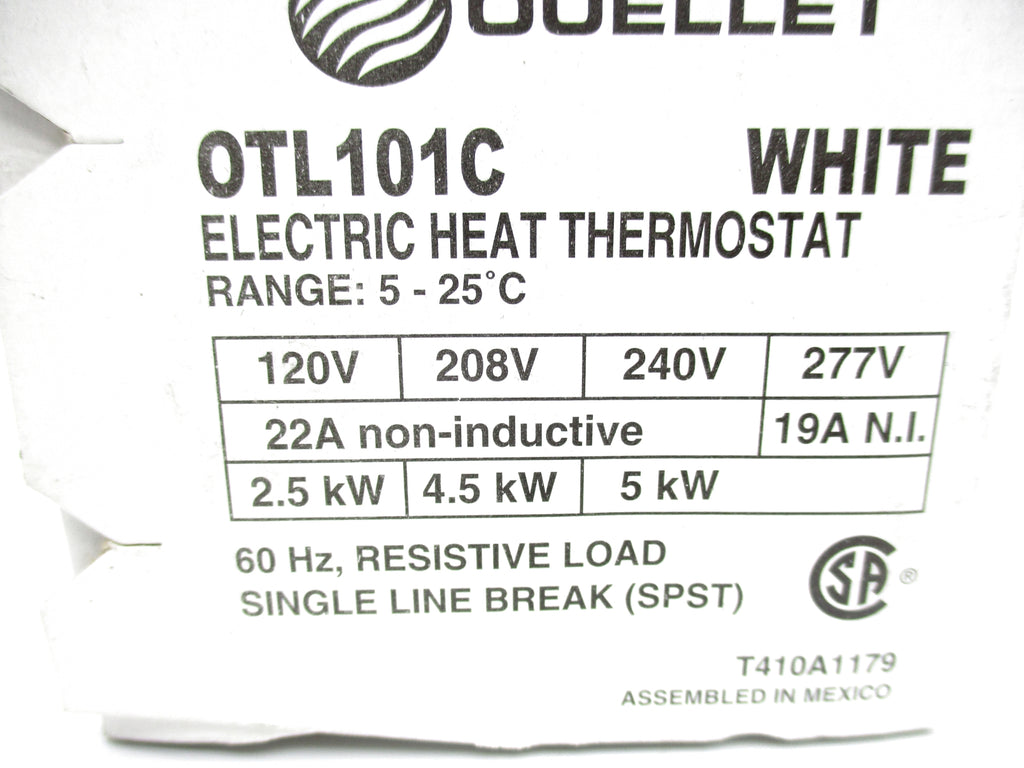 OUELLET
OTL101C WHITE
ELECTRIC HEAT THERMOSTAT
RANGE: 5 - 25°C
120V 208V 240V 277V
22A non-inductive 19A N.I.
2.5 kW 4.5 kW 5 kW
60 Hz, RESISTIVE LOAD
SINGLE LINE BREAK (SPST)
CSA ®
T410A1179
ASSEMBLED IN MEXICO